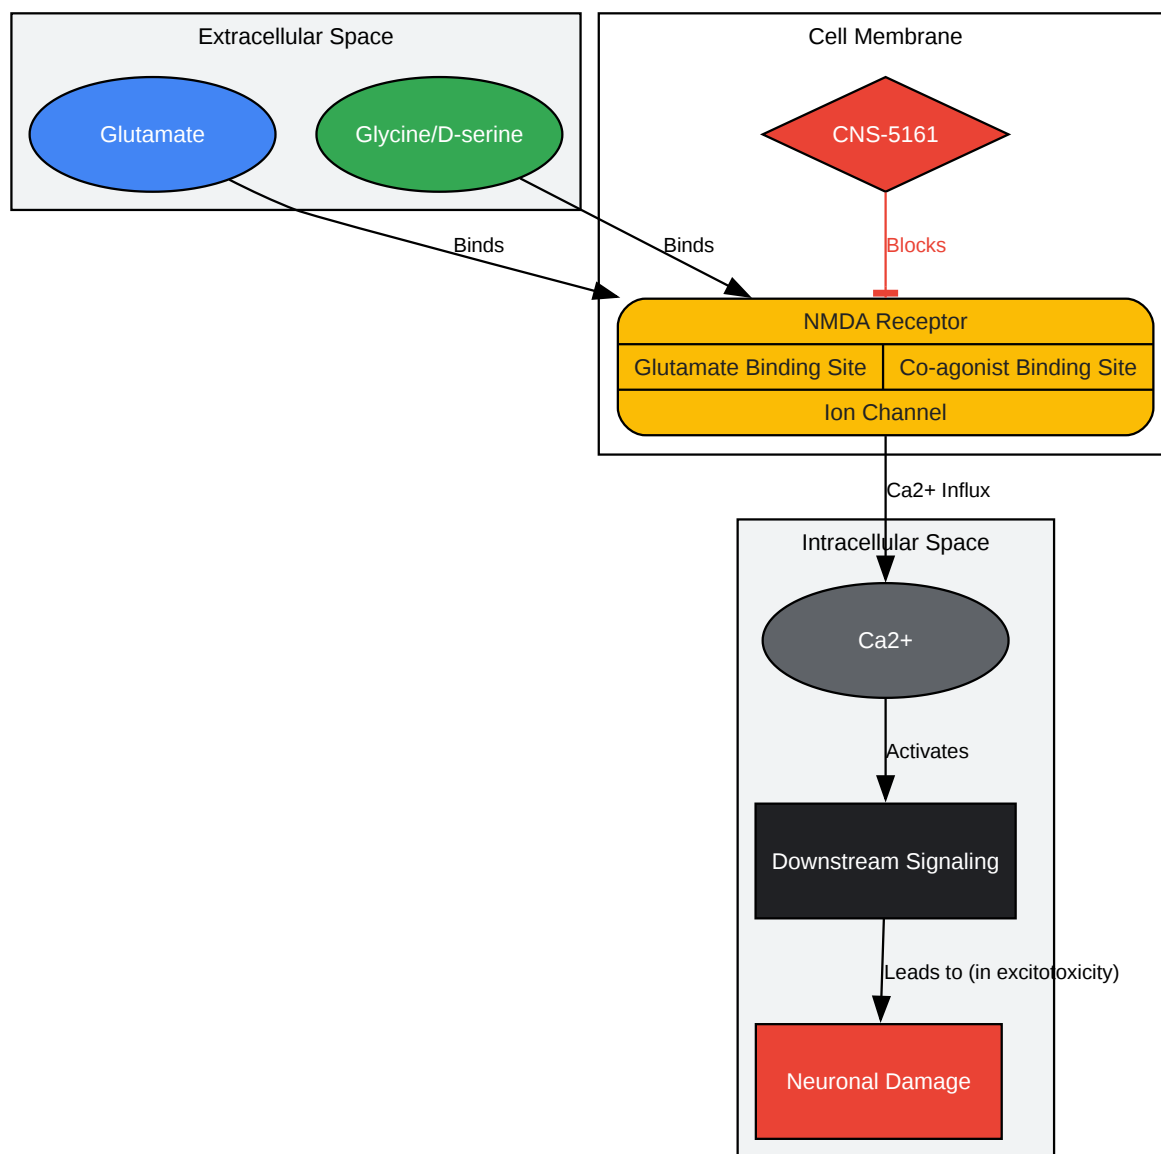 Extracellular Space
Cell Membrane
Glutamate
Glycine/D-serine
CNS-5161
Binds
Binds
Blocks
NMDA Receptor
Glutamate Binding Site
Co-agonist Binding Site
Ion Channel
Ca2+ Influx
Intracellular Space
Ca2+
Activates
Downstream Signaling
Leads to (in excitotoxicity)
Neuronal Damage